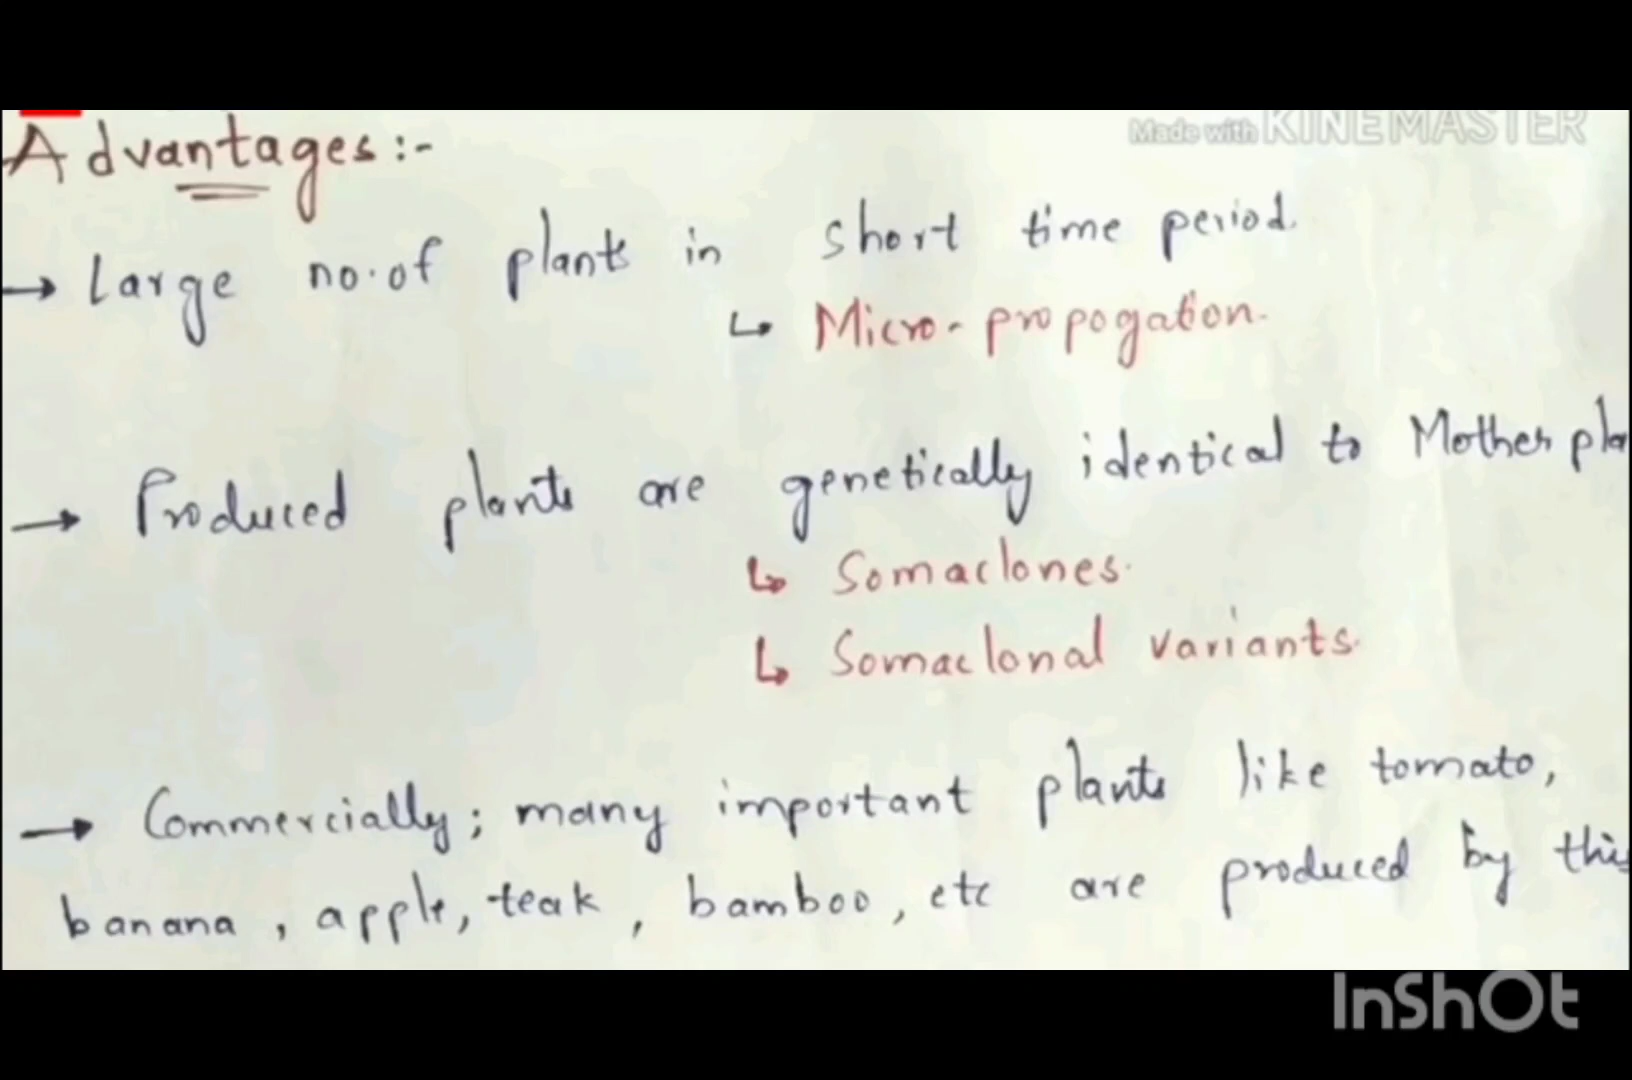 Made with KINEMASTER
Advantages:-
→ Large no. of plants in short time period.
↳ Micro-propogation.
→ Produced plants are genetically identical to Mother pla
↳ Somaclones.
↳ Somaclonal variants.
→ Commercially; many important plants like tomato,
banana, apple, teak, bamboo, etc are produced by this
InShOt